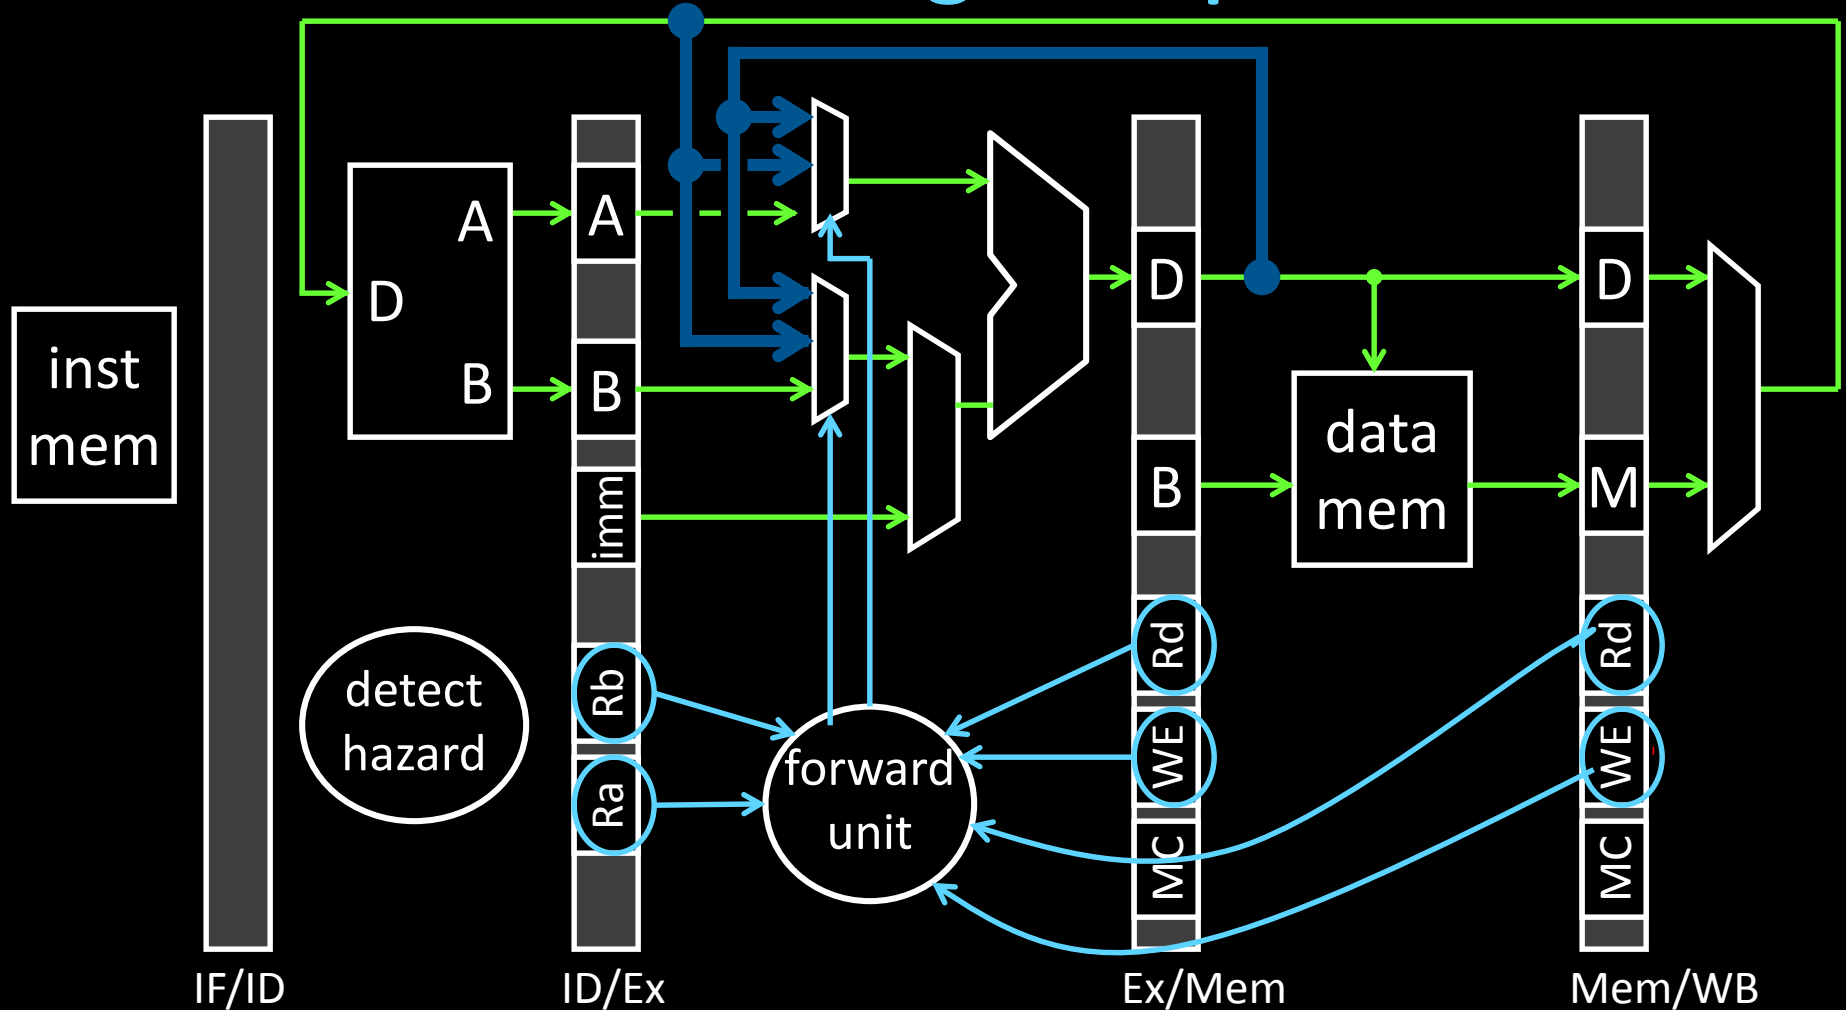 inst
mem
D
A
B
A
B
imm
Rb
Ra
detect
hazard
forward
unit
D
B
Rd
WE
MC
data
mem
D
M
Rd
WE
MC
IF/ID
ID/Ex
Ex/Mem
Mem/WB